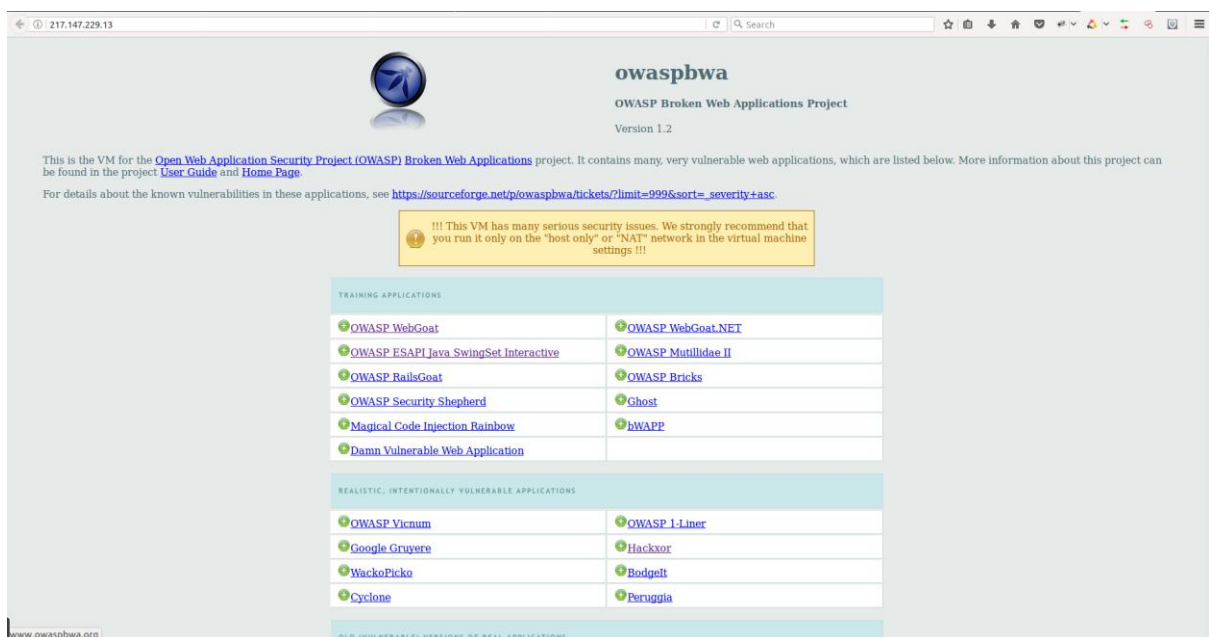 217.147.229.13
Search
owaspbwa
OWASP Broken Web Applications Project
Version 1.2
This is the VM for the Open Web Application Security Project (OWASP) Broken Web Applications project. It contains many, very vulnerable web applications, which are listed below. More information about this project can
be found in the project User Guide and Home Page.
For details about the known vulnerabilities in these applications, see https://sourceforge.net/p/owaspbwa/tickets/?limit=999&sort=_severity+asc.
!!! This VM has many serious security issues. We strongly recommend that
you run it only on the "host only" or "NAT" network in the virtual machine
settings !!!
TRAINING APPLICATIONS
OWASP WebGoat
OWASP WebGoat.NET
OWASP ESAPI Java SwingSet Interactive
OWASP Mutillidae II
OWASP RailsGoat
OWASP Bricks
OWASP Security Shepherd
Ghost
Magical Code Injection Rainbow
bWAPP
Damn Vulnerable Web Application
REALISTIC, INTENTIONALLY VULNERABLE APPLICATIONS
OWASP Vicnum
OWASP 1-Liner
Google Gruyere
Hackxor
WackoPicko
BodgeIt
Cyclone
Peruggia
www.owaspbwa.org
OLD (VULNERABLE) VERSIONS OF REAL APPLICATIONS